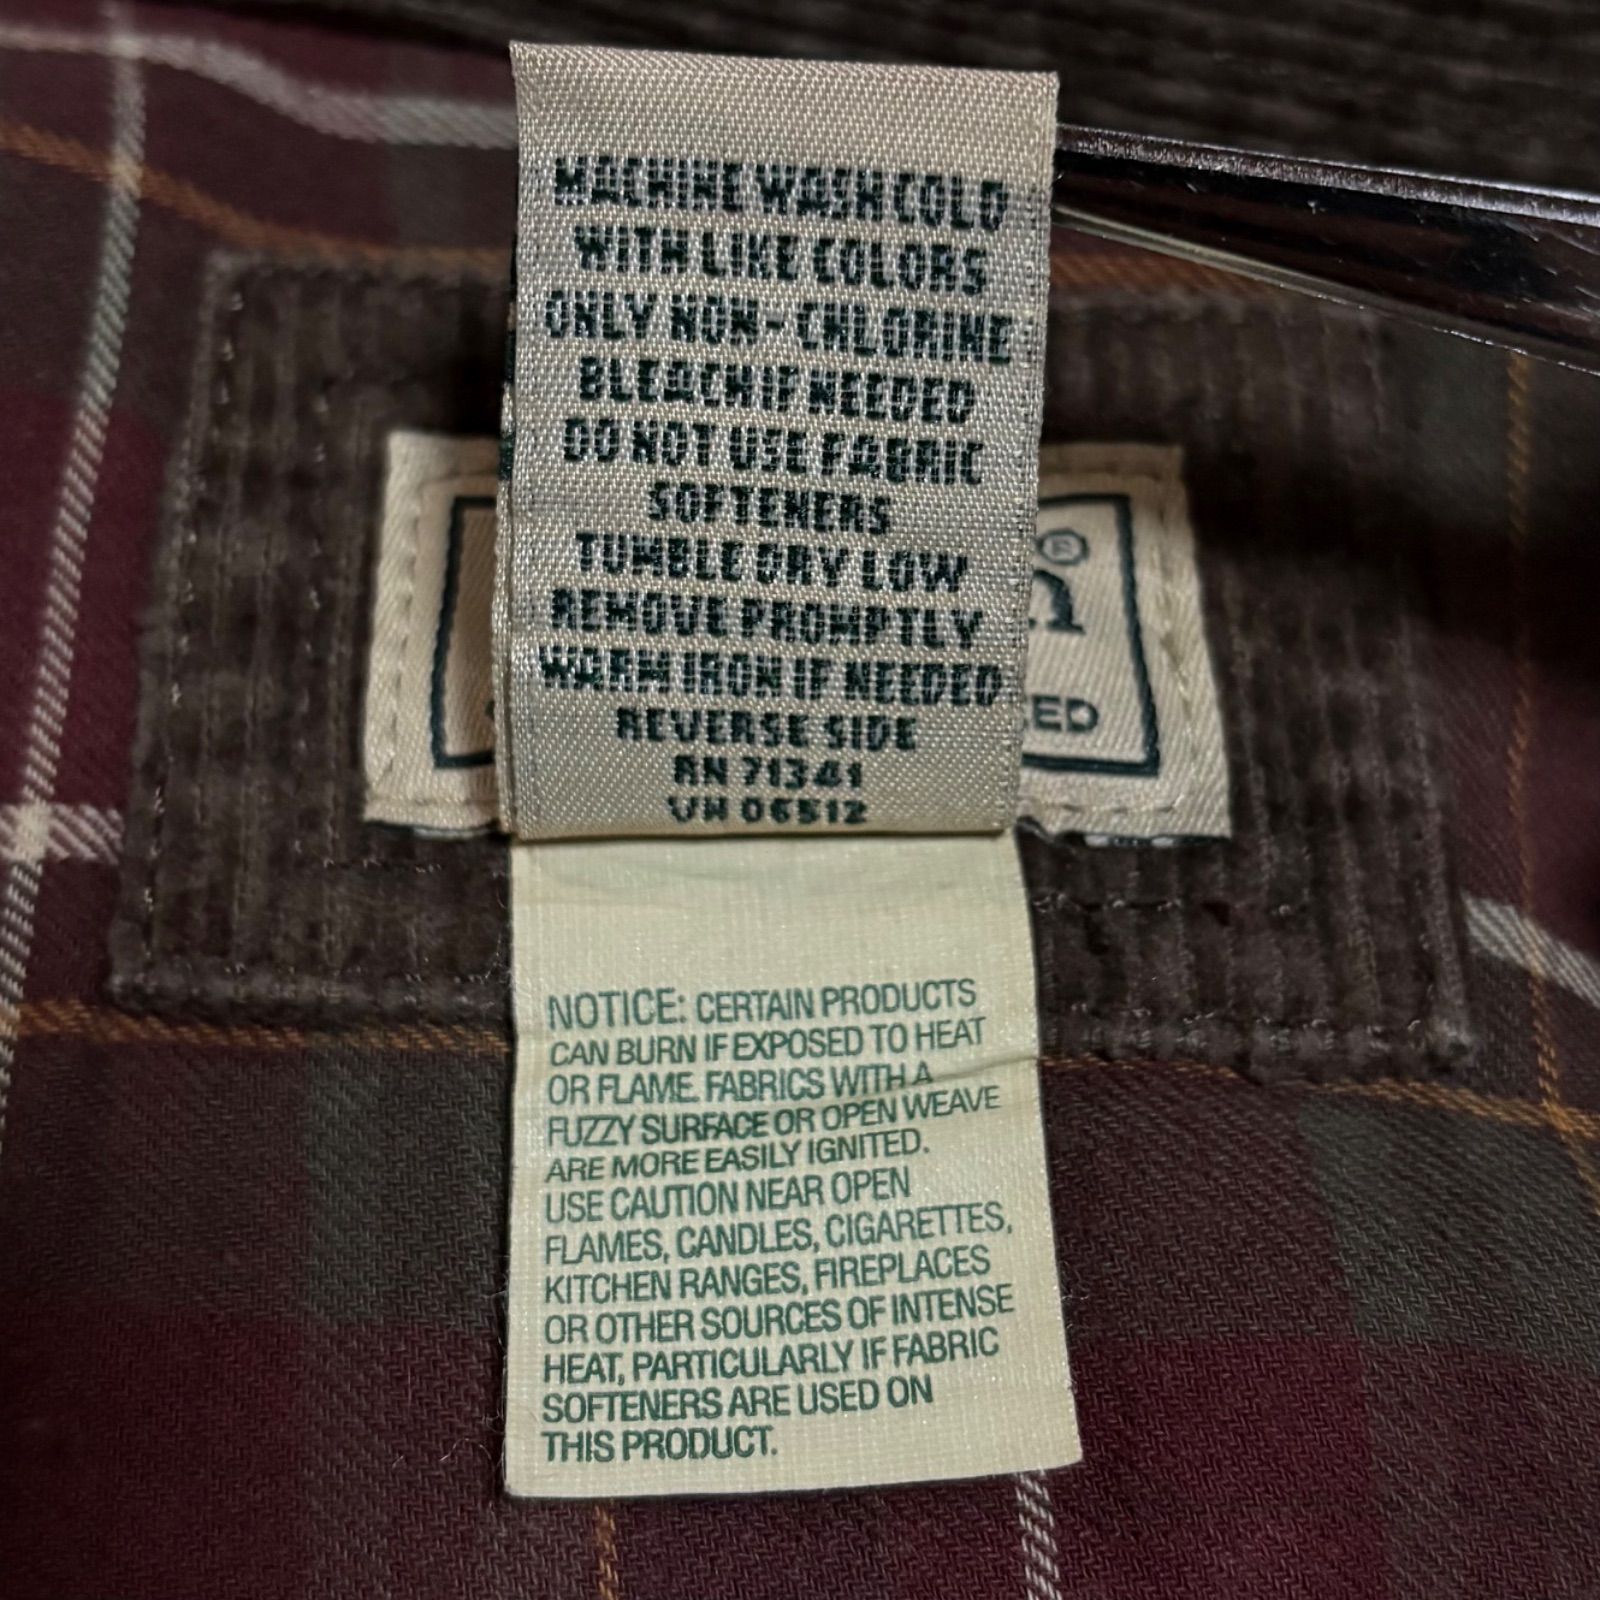 MACHINE WASH COLD
WITH LIKE COLORS
ONLY NON-CHLORINE
BLEACH IF NEEDED
DO NOT USE FABRIC
SOFTENERS
TUMBLE DRY LOW
REMOVE PROMPTLY
WARM IRON IF NEEDED
REVERSE SIDE
RN 71341
VN 06512
n®
ED
NOTICE: CERTAIN PRODUCTS
CAN BURN IF EXPOSED TO HEAT
OR FLAME. FABRICS WITH A
FUZZY SURFACE OR OPEN WEAVE
ARE MORE EASILY IGNITED.
USE CAUTION NEAR OPEN
FLAMES, CANDLES, CIGARETTES,
KITCHEN RANGES, FIREPLACES
OR OTHER SOURCES OF INTENSE
HEAT, PARTICULARLY IF FABRIC
SOFTENERS ARE USED ON
THIS PRODUCT.